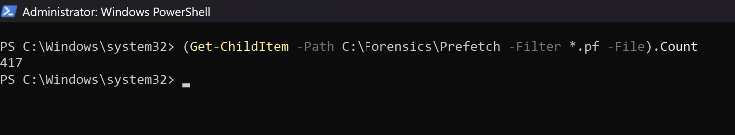 Administrator: Windows PowerShell
PS C:\Windows\system32> (Get-ChildItem -Path C:\Forensics\Prefetch -Filter *.pf -File).Count
417
PS C:\Windows\system32>